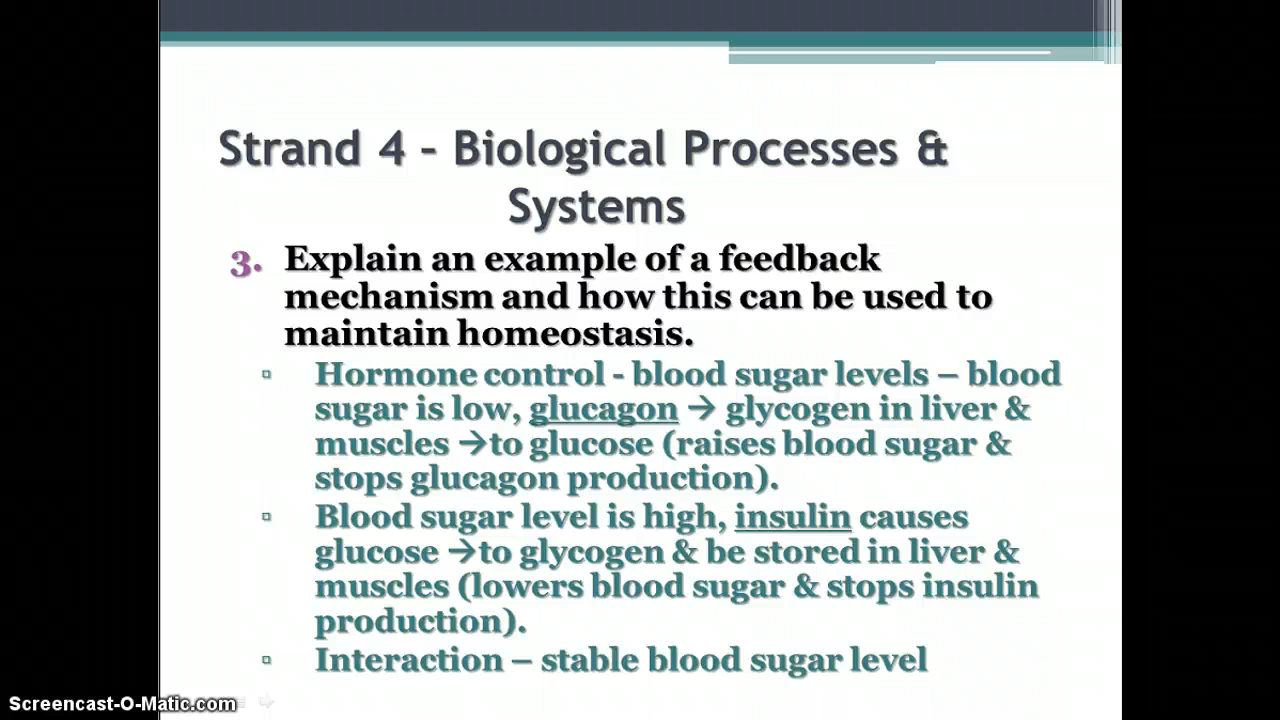 Strand 4 – Biological Processes &
Systems
3. Explain an example of a feedback
mechanism and how this can be used to
maintain homeostasis.
▫ Hormone control - blood sugar levels – blood
sugar is low, glucagon → glycogen in liver &
muscles →to glucose (raises blood sugar &
stops glucagon production).
▫ Blood sugar level is high, insulin causes
glucose →to glycogen & be stored in liver &
muscles (lowers blood sugar & stops insulin
production).
▫ Interaction – stable blood sugar level
Screencast-O-Matic.com